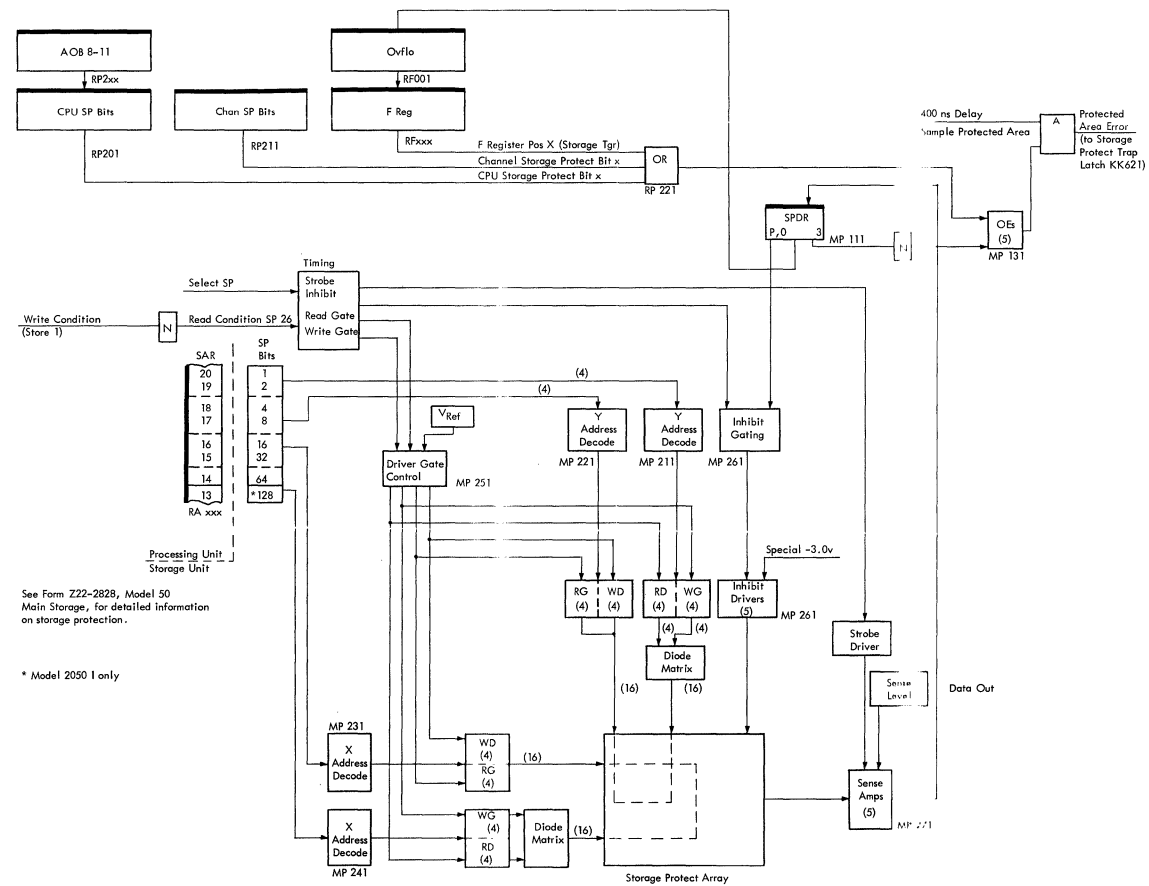 AOB 8-11
RP2xx
CPU SP Bits
RP201
Chan SP Bits
RP211
Ovflo
RF001
F Reg
RFxxx
F Register Pos X (Storage Tgr)
Channel Storage Protect Bit x
CPU Storage Protect Bit x
OR
RP 221
400 ns Delay
Sample Protected Area
A
Protected
Area Error
(to Storage
Protect Trap
Latch KK621)
SPDR
P,0 3
MP 111
N
OEs
(5)
MP 131
Timing
Select SP
Strobe
Inhibit
Read Gate
Write Gate
Write Condition
(Store 1)
N
Read Condition SP 26
SAR
20
19
18
17
16
15
14
13
RA xxx
SP
Bits
1
2
4
8
16
32
64
*128
Processing Unit
Storage Unit
(4)
(4)
VRef
Driver Gate
Control
MP 251
Y
Address
Decode
MP 221
Y
Address
Decode
MP 211
Inhibit
Gating
MP 261
Special -3.0v
RG
(4)
WD
(4)
RD
(4)
WG
(4)
Inhibit
Drivers
(5)
MP 261
(4)
(4)
Diode
Matrix
(16)
(16)
Strobe
Driver
Level
Data Out
See Form Z22-2828, Model 50
Main Storage, for detailed information
on storage protection.
* Model 2050 I only
MP 231
X
Address
Decode
WD
(4)
RG
(4)
(16)
X
Address
Decode
MP 241
WG
(4)
RD
(4)
Diode
Matrix
(16)
Storage Protect Array
Sense
Amps
(5)
MP